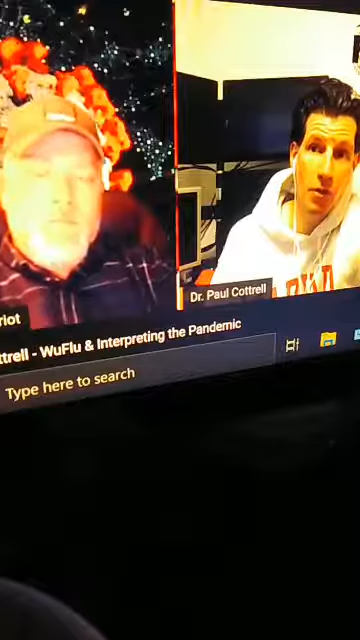 Dr. Paul Cottrell
riot
ttrell - WuFlu & Interpreting the Pandemic
Type here to search